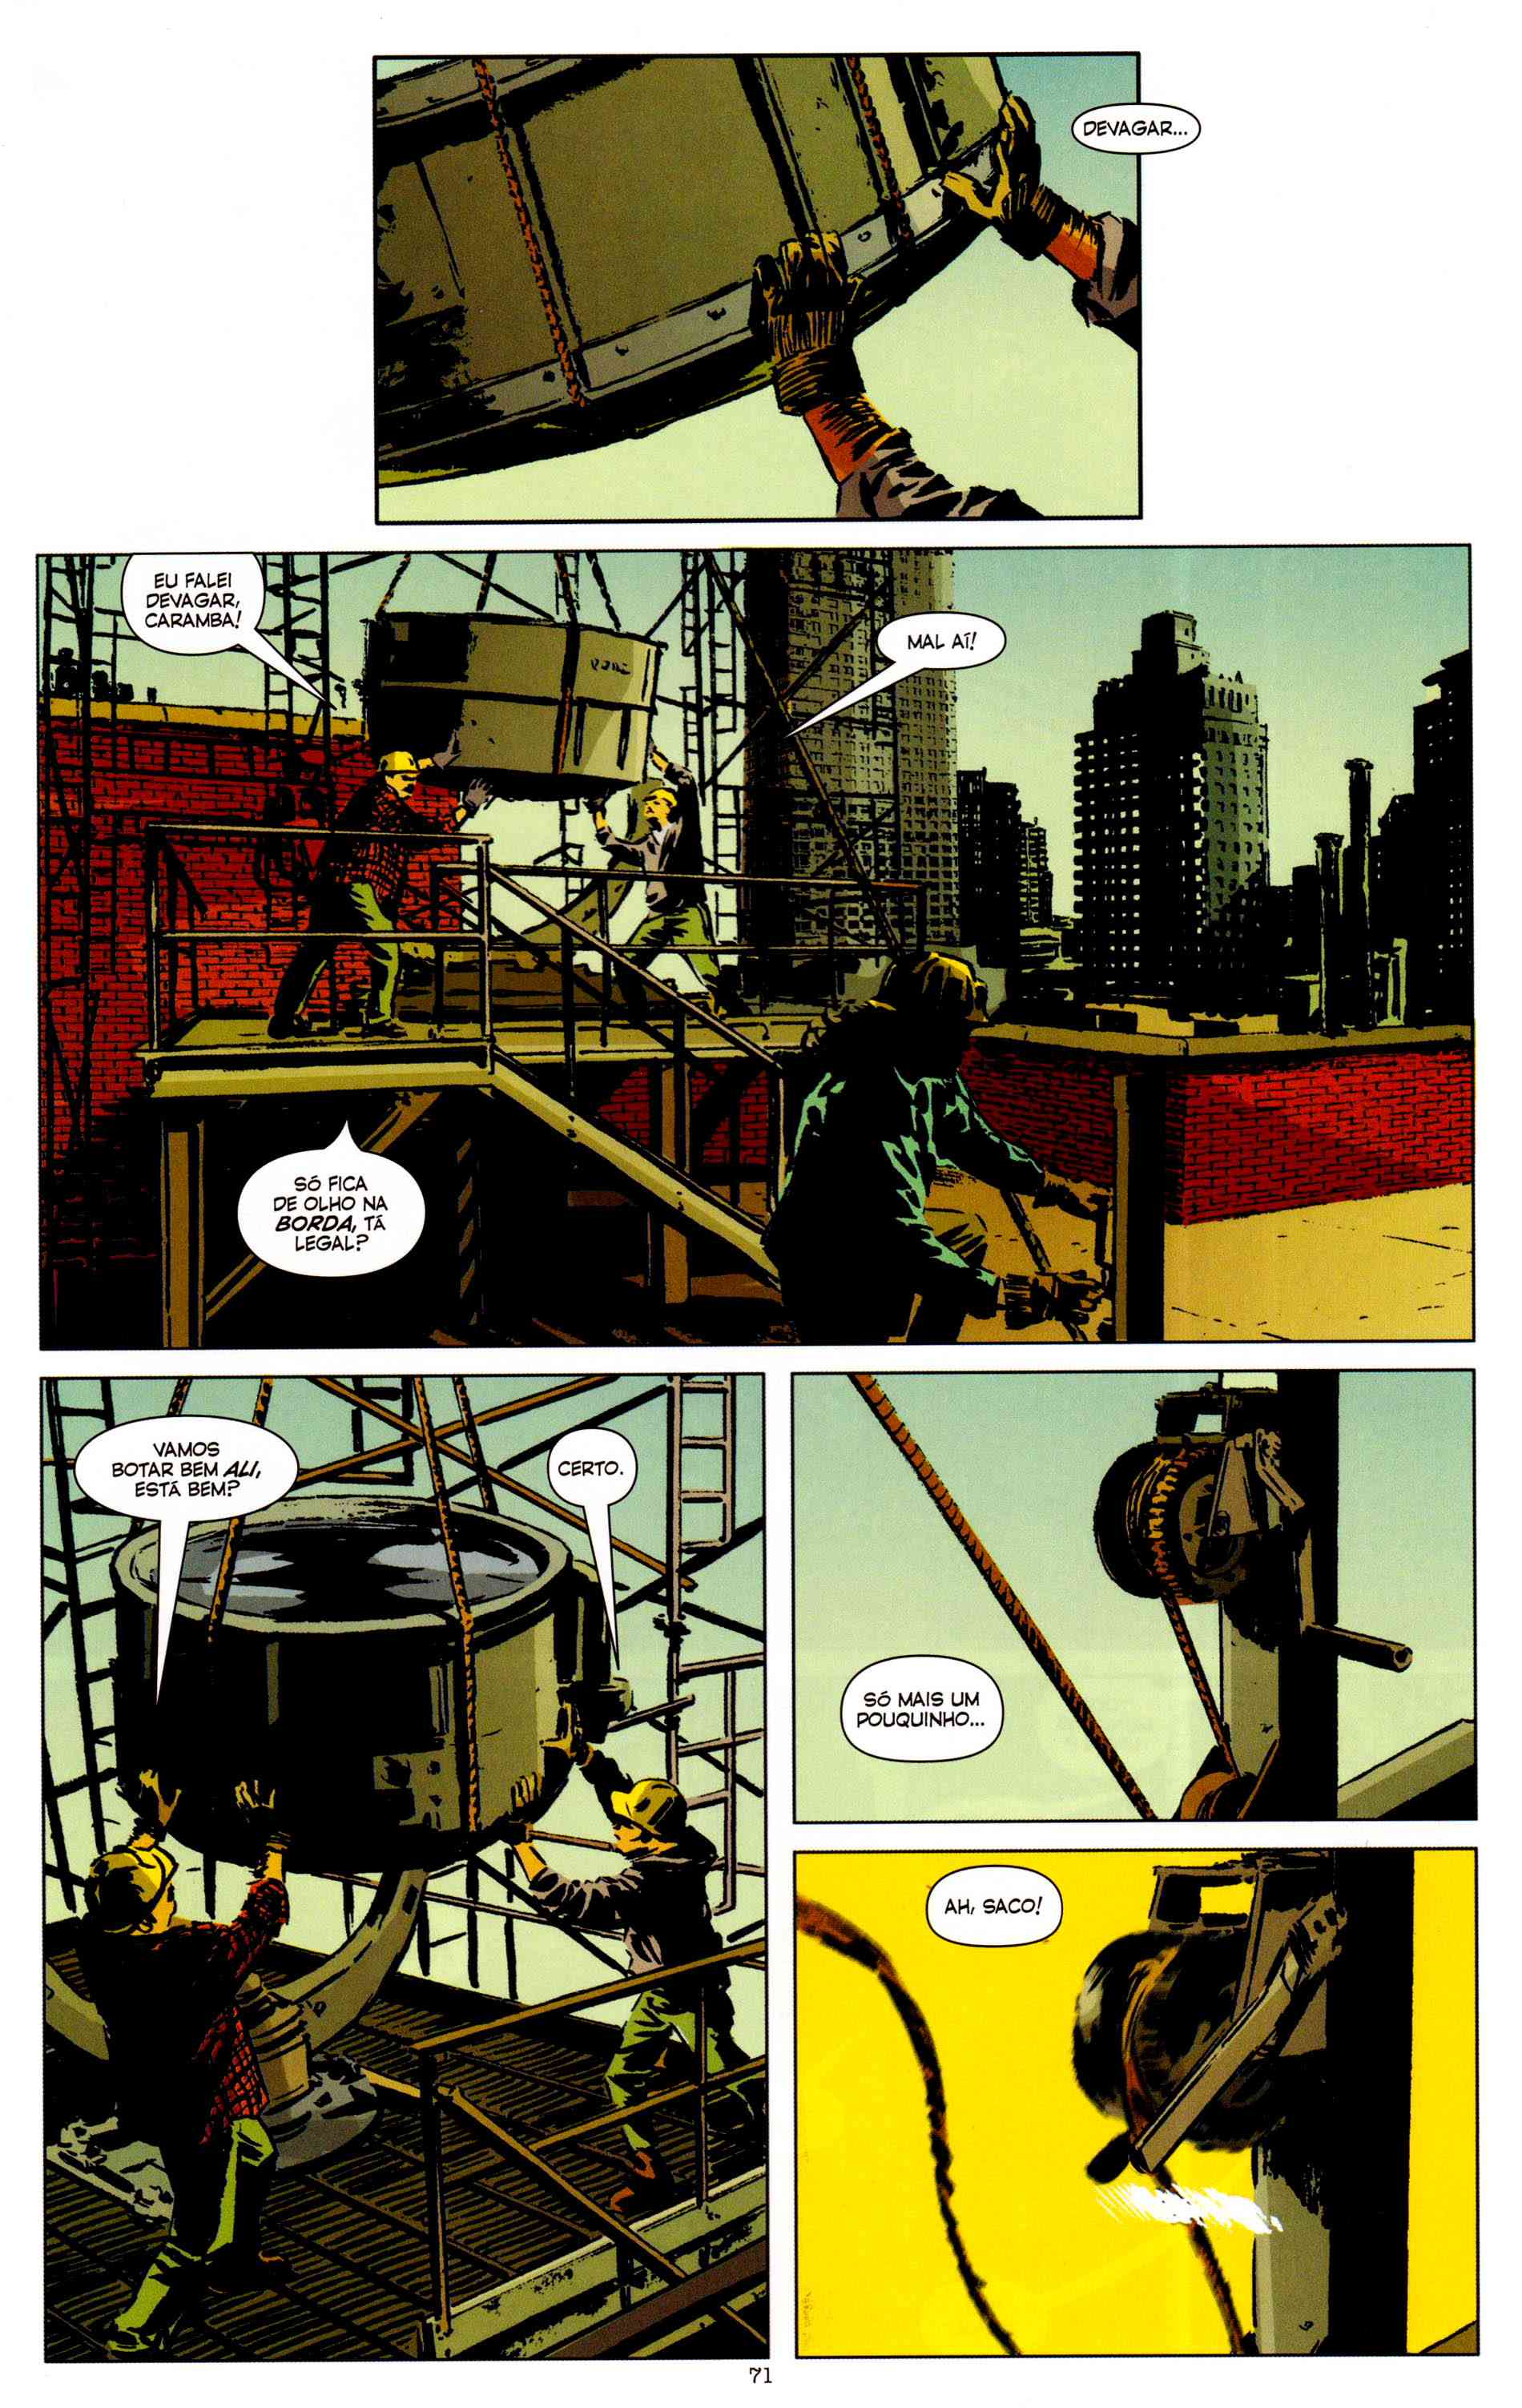 DEVAGAR...
EU FALEI
DEVAGAR,
CARAMBA!
MAL AÍ!
SÓ FICA
DE OLHO NA
BORDA, TÁ
LEGAL?
VAMOS
BOTAR BEM ALI,
ESTÁ BEM?
CERTO.
SÓ MAIS UM
POUQUINHO...
AH, SACO!
71